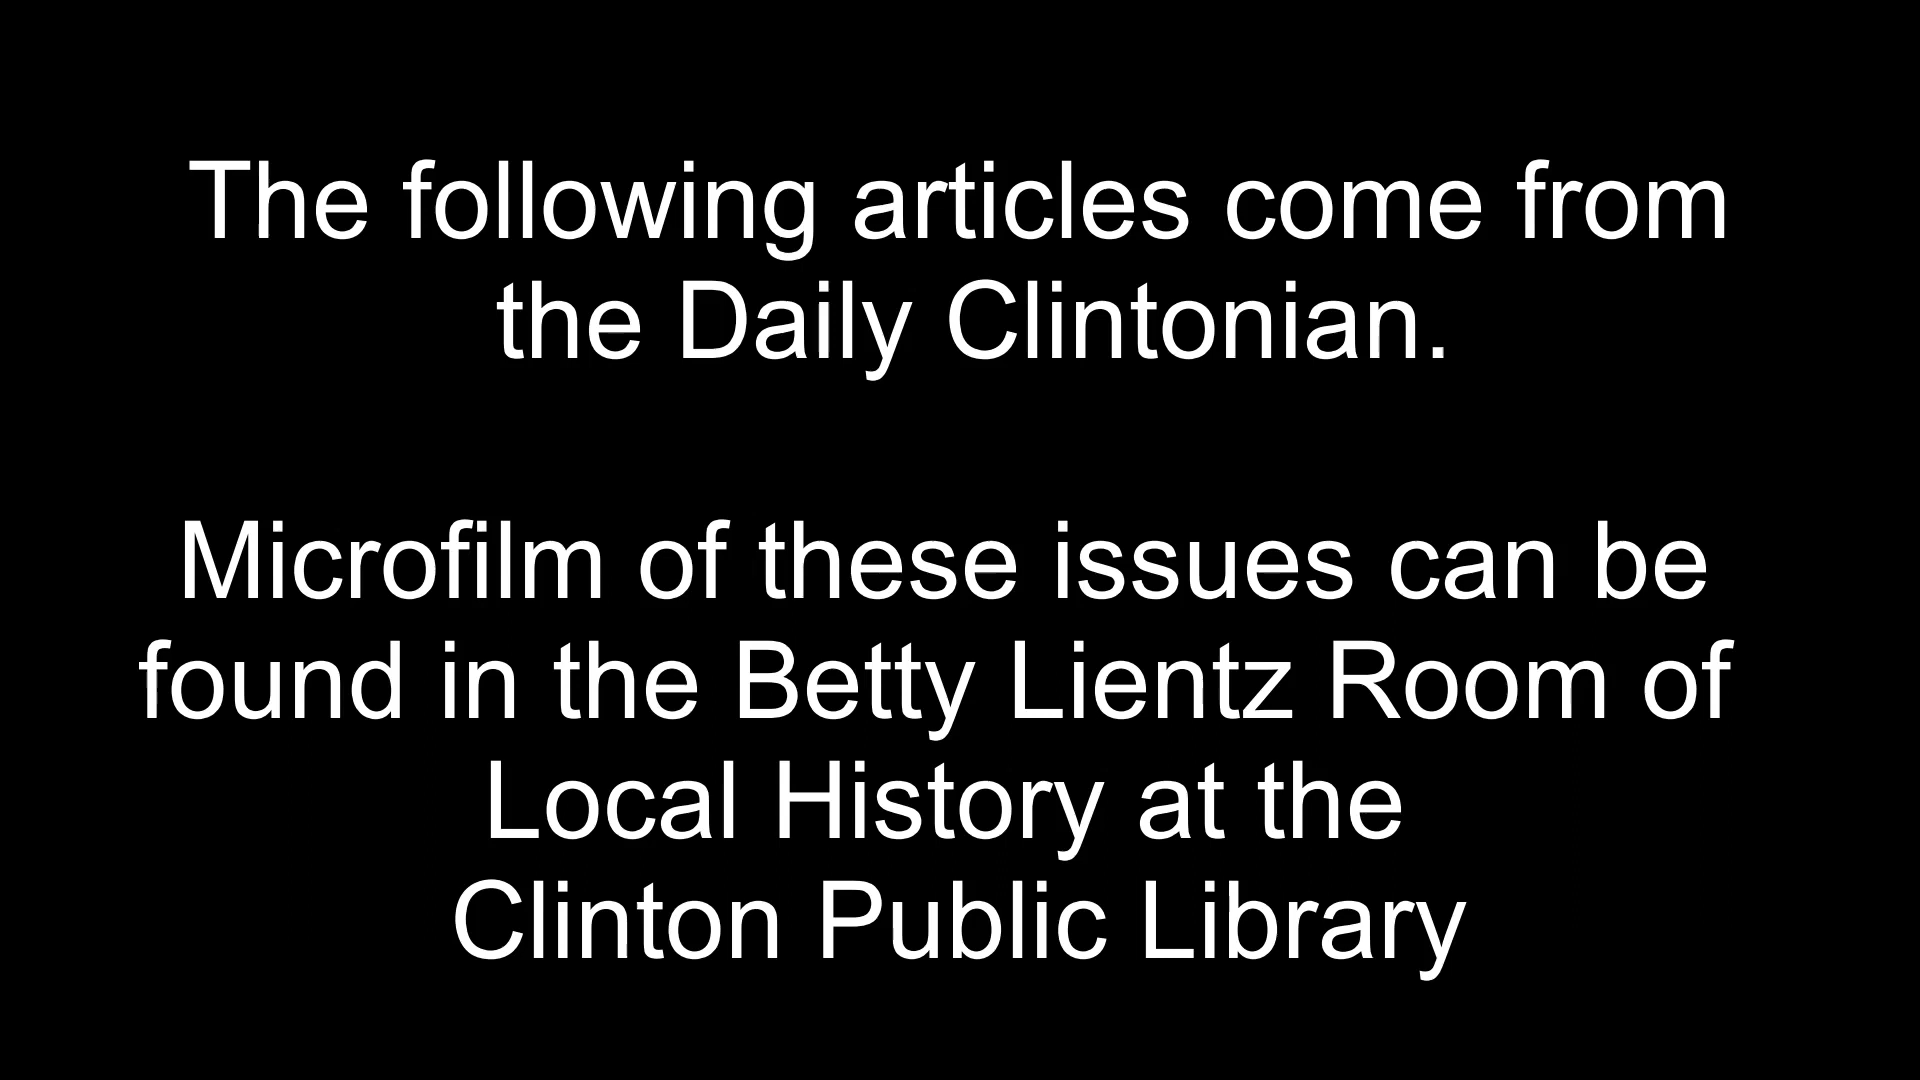 The following articles come from
the Daily Clintonian.
Microfilm of these issues can be
found in the Betty Lientz Room of
Local History at the
Clinton Public Library